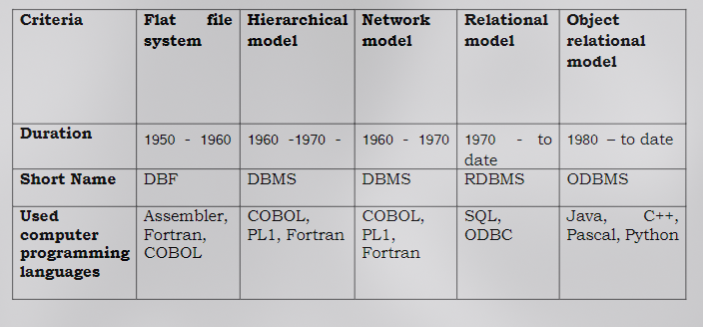 Criteria
Flat file
system
Hierarchical
model
Network
model
Relational
model
Object
relational
model
Duration
1950 - 1960
1960 -1970 -
1960 - 1970
1970 - to
date
1980 – to date
Short Name
DBF
DBMS
DBMS
RDBMS
ODBMS
Used
computer
programming
languages
Assembler,
Fortran,
COBOL
COBOL,
PL1, Fortran
COBOL,
PL1,
Fortran
SQL,
ODBC
Java, C++,
Pascal, Python